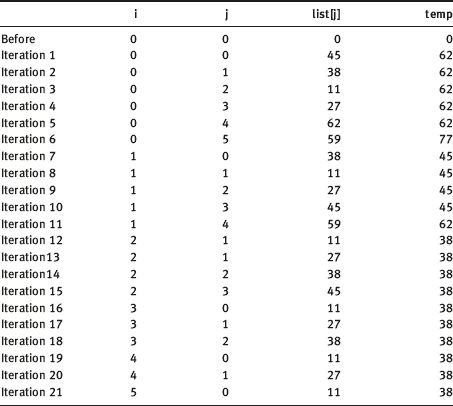 i j list[j] temp
Before 0 0 0 0
Iteration 1 0 0 45 62
Iteration 2 0 1 38 62
Iteration 3 0 2 11 62
Iteration 4 0 3 27 62
Iteration 5 0 4 62 62
Iteration 6 0 5 59 77
Iteration 7 1 0 38 45
Iteration 8 1 1 11 45
Iteration 9 1 2 27 45
Iteration 10 1 3 45 45
Iteration 11 1 4 59 62
Iteration 12 2 1 11 38
Iteration13 2 1 27 38
Iteration14 2 2 38 38
Iteration 15 2 3 45 38
Iteration 16 3 0 11 38
Iteration 17 3 1 27 38
Iteration 18 3 2 38 38
Iteration 19 4 0 11 38
Iteration 20 4 1 27 38
Iteration 21 5 0 11 38